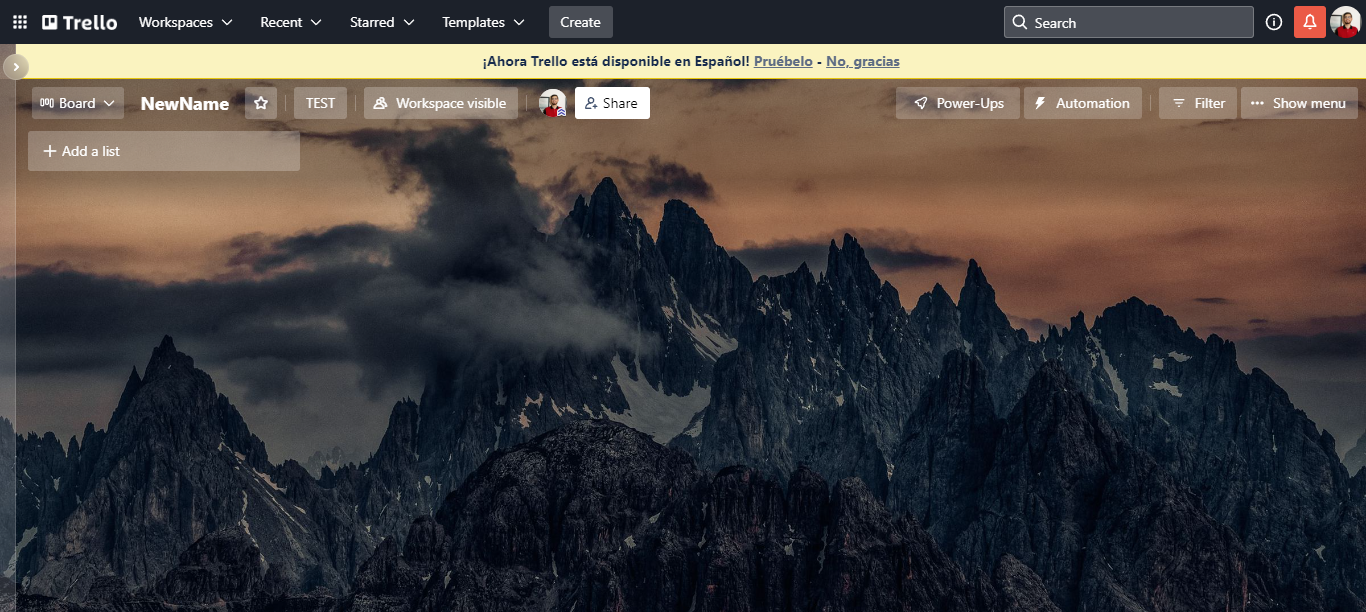 Trello Workspaces Recent Starred Templates Create Search
¡Ahora Trello está disponible en Español! Pruébelo - No, gracias
Board NewName TEST Workspace visible Share Power-Ups Automation Filter Show menu
+ Add a list